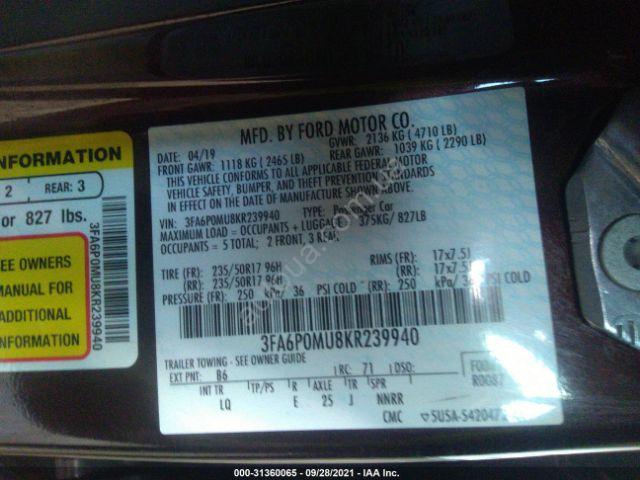 MFD. BY FORD MOTOR CO.
DATE: 04/19 GVWR: 2136 KG (4710 LB)
FRONT GAWR: 1118 KG (2465 LB) REAR GAWR: 1039 KG (2290 LB)
THIS VEHICLE CONFORMS TO ALL APPLICABLE FEDERAL MOTOR
VEHICLE SAFETY, BUMPER, AND THEFT PREVENTION STANDARDS
IN EFFECT ON THE DATE OF MANUFACTURE SHOWN ABOVE.
VIN: 3FA6P0MU8KR239940 TYPE: Passenger Car
MAXIMUM LOAD = OCCUPANTS + LUGGAGE = 375KG/ 827LB
OCCUPANTS = 5 TOTAL; 2 FRONT, 3 REAR
TIRE (FR): 235/50R17 96H RIMS (FR): 17x7.5J
(RR): 235/50R17 96H (RR): 17x7.5J
PRESSURE (FR): 250 kPa/ 36 PSI COLD (RR): 250 kPa/ 36 PSI COLD
3FA6P0MU8KR239940
TRAILER TOWING - SEE OWNER GUIDE
EXT PNT: B6 RC: 71 DSO:
INT TR TP/PS R AXLE TR SPR
LQ E 25 J NNRR
CMC
INFORMATION
2 REAR: 3
or 827 lbs.
SEE OWNERS
MANUAL FOR
ADDITIONAL
INFORMATION
3FA6P0MU8KR239940
000-31360065 - 09/28/2021 - IAA Inc.